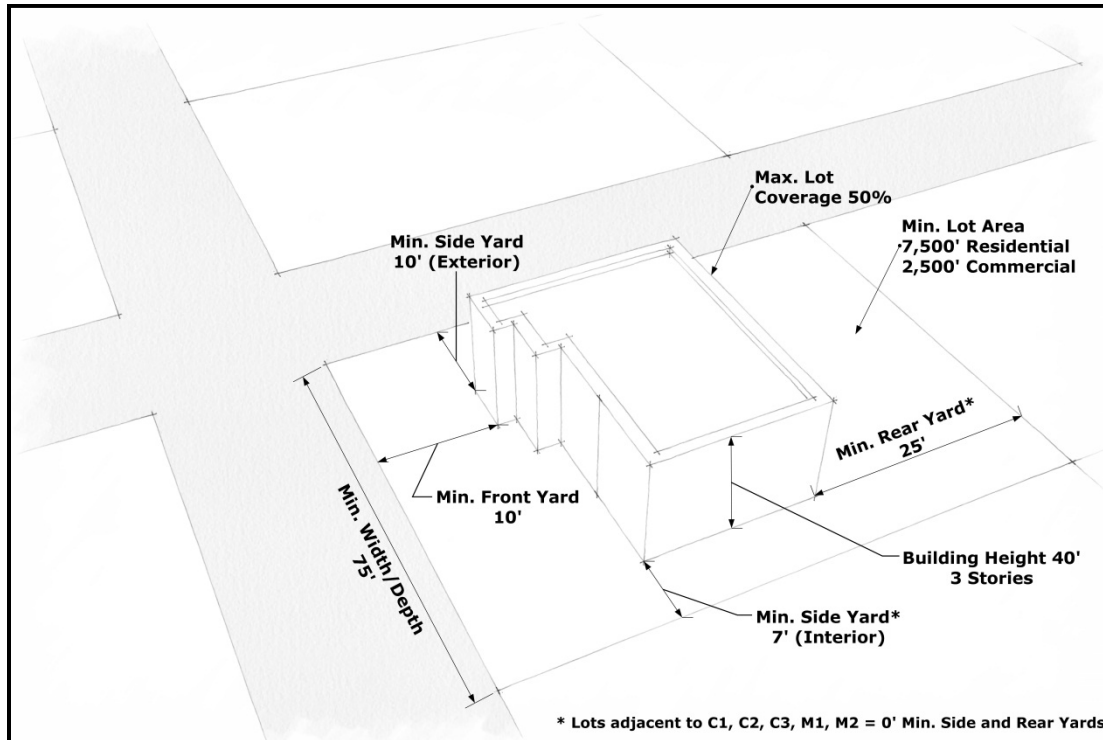 Max. Lot
Coverage 50%
Min. Lot Area
7,500' Residential
2,500' Commercial
Min. Side Yard
10' (Exterior)
Min. Rear Yard*
25'
Min. Front Yard
10'
Min. Width/Depth
75'
Building Height 40'
3 Stories
Min. Side Yard*
7' (Interior)
* Lots adjacent to C1, C2, C3, M1, M2 = 0' Min. Side and Rear Yards